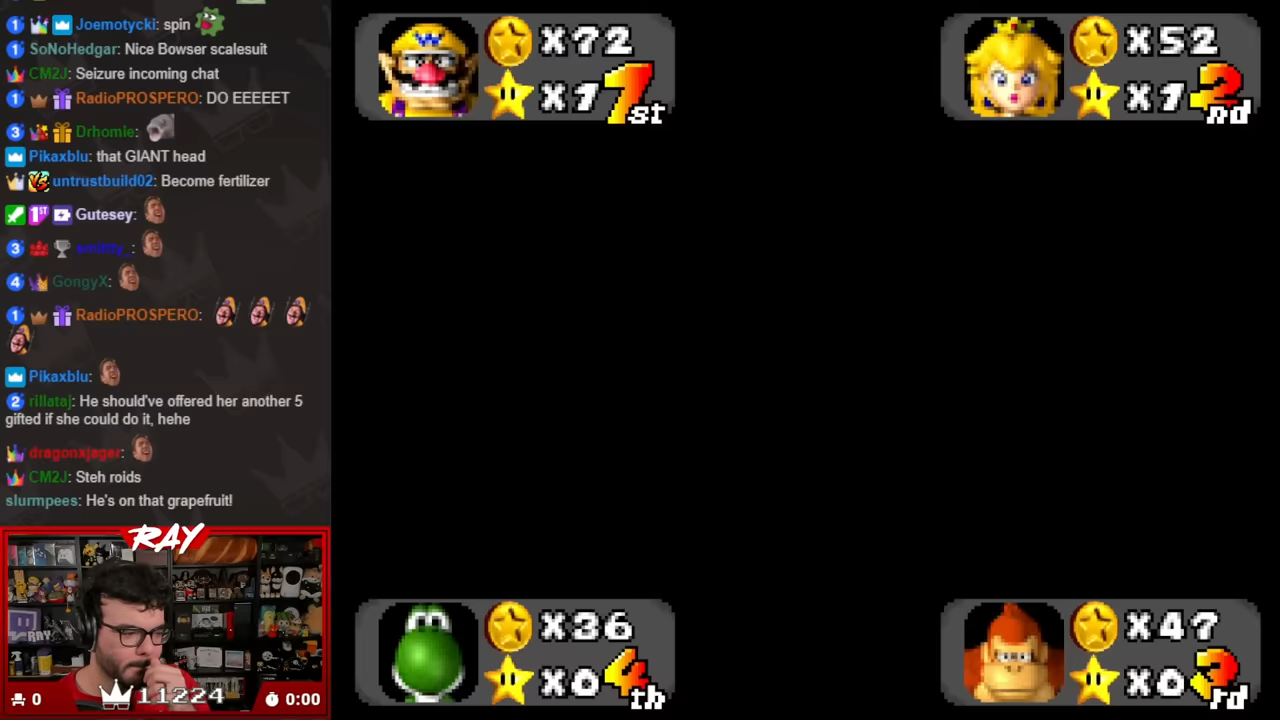 Joemotycki: spin
SoNoHedgar: Nice Bowser scalesuit
CM2J: Seizure incoming chat
RadioPROSPERO: DO EEEEET
Drhomie:
Pikaxblu: that GIANT head
untrustbuild02: Become fertilizer
Gutesey:
smittty_:
GongyX:
RadioPROSPERO:
Pikaxblu:
rillataj: He should've offered her another 5
gifted if she could do it, hehe
dragonxjager:
CM2J: Steh roids
slurmpees: He's on that grapefruit!
RAY
0
11224
0:00
x72
x1 1st
x52
x1 2nd
x36
x0 4th
x47
x0 3rd